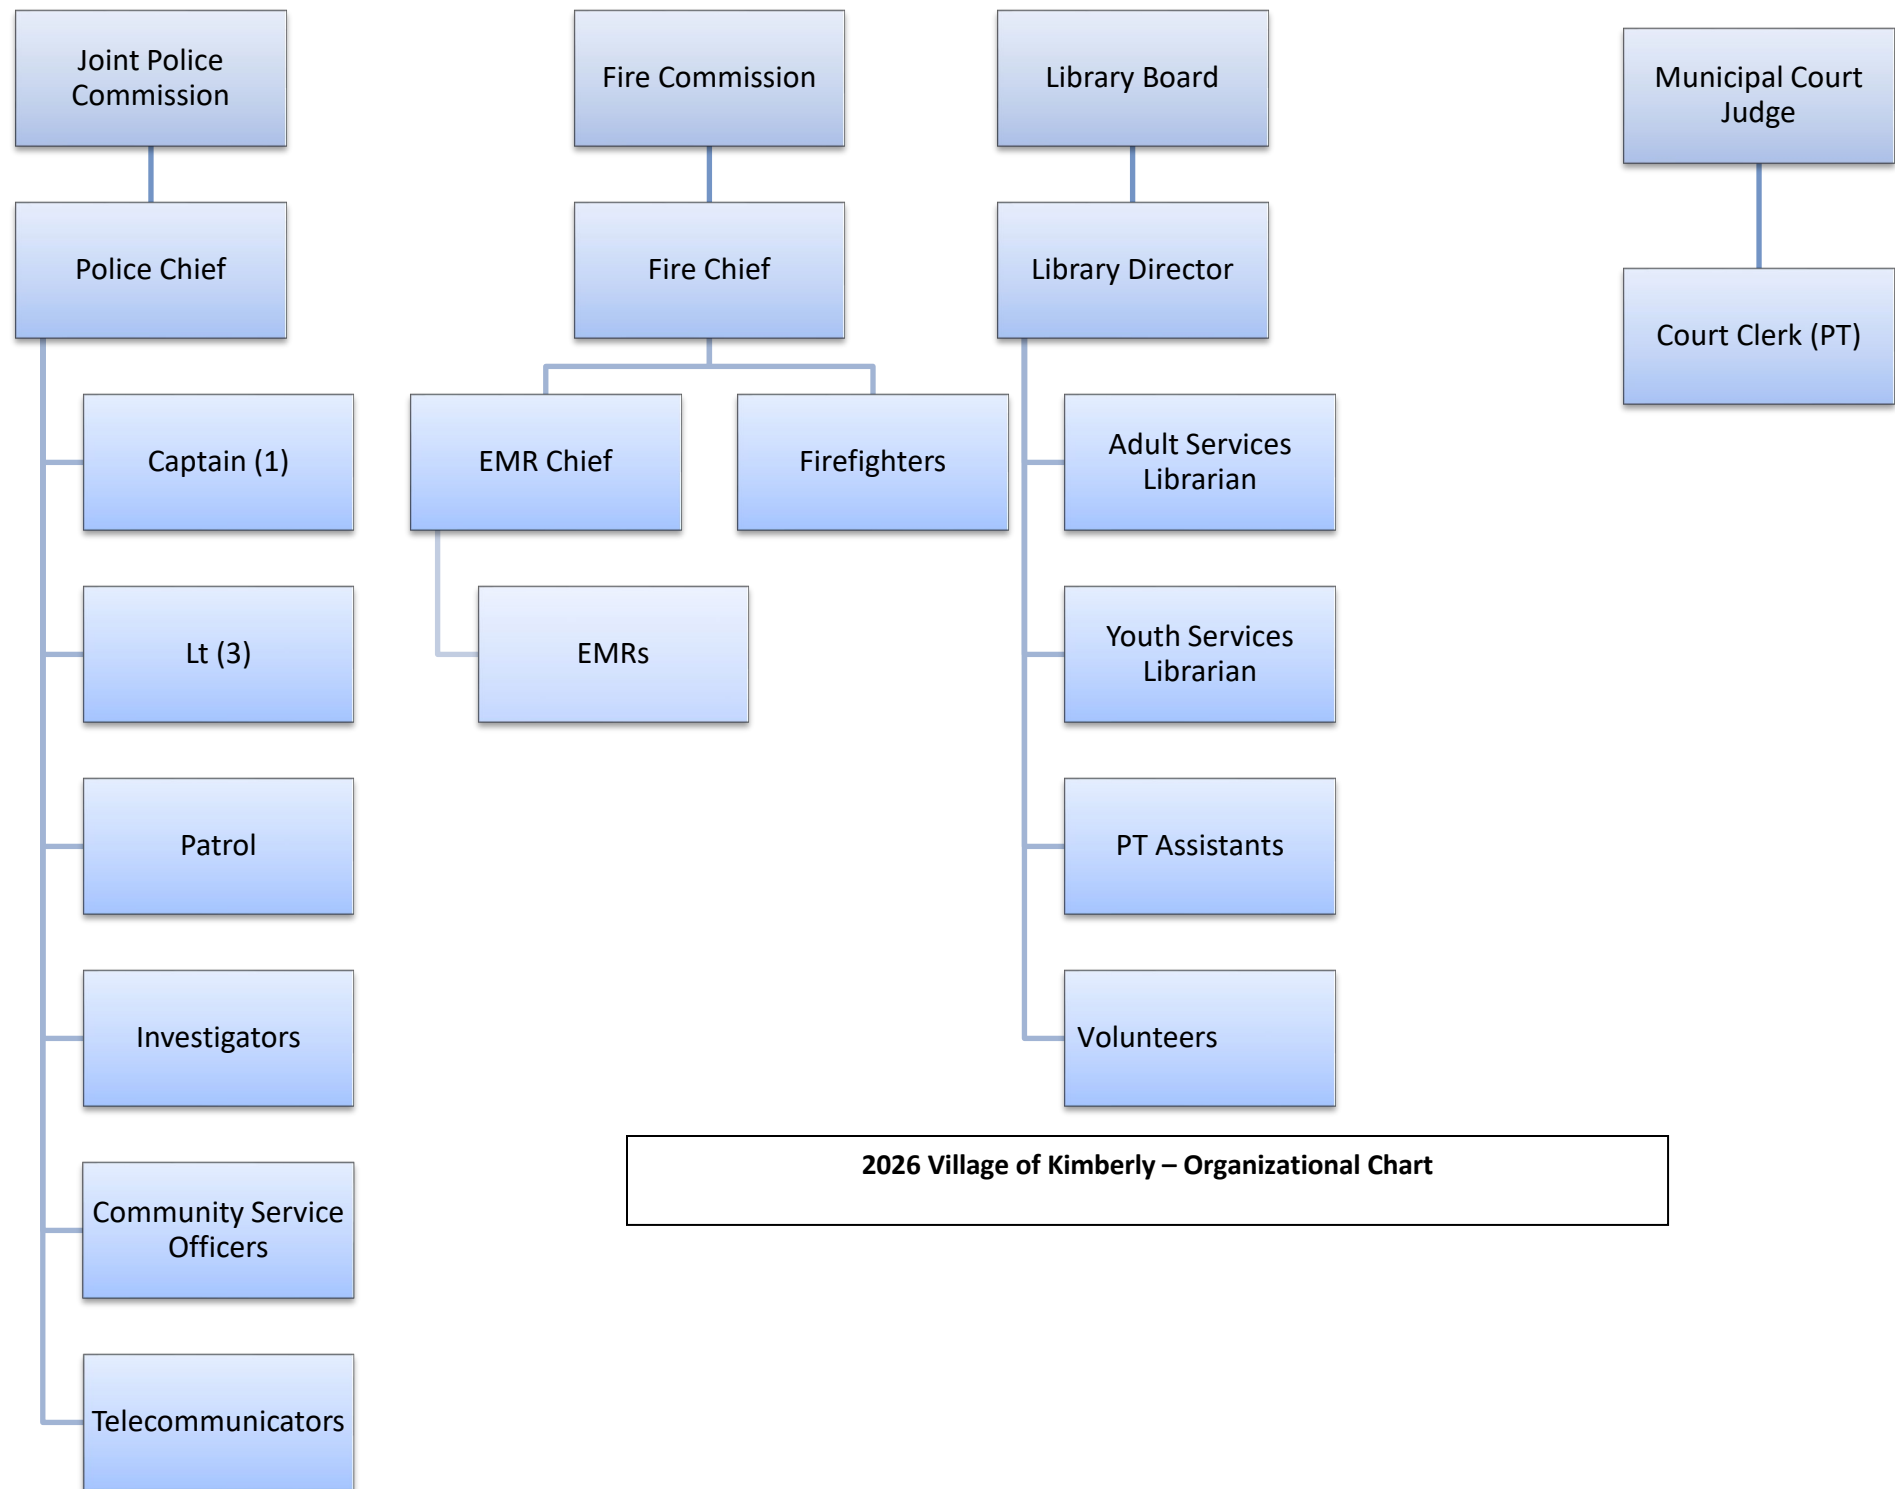 Joint Police
Commission
Fire Commission
Library Board
Municipal Court
Judge
Police Chief
Fire Chief
Library Director
Court Clerk (PT)
Captain (1)
EMR Chief
Firefighters
Adult Services
Librarian
Lt (3)
EMRs
Youth Services
Librarian
Patrol
PT Assistants
Investigators
Volunteers
2026 Village of Kimberly – Organizational Chart
Community Service
Officers
Telecommunicators